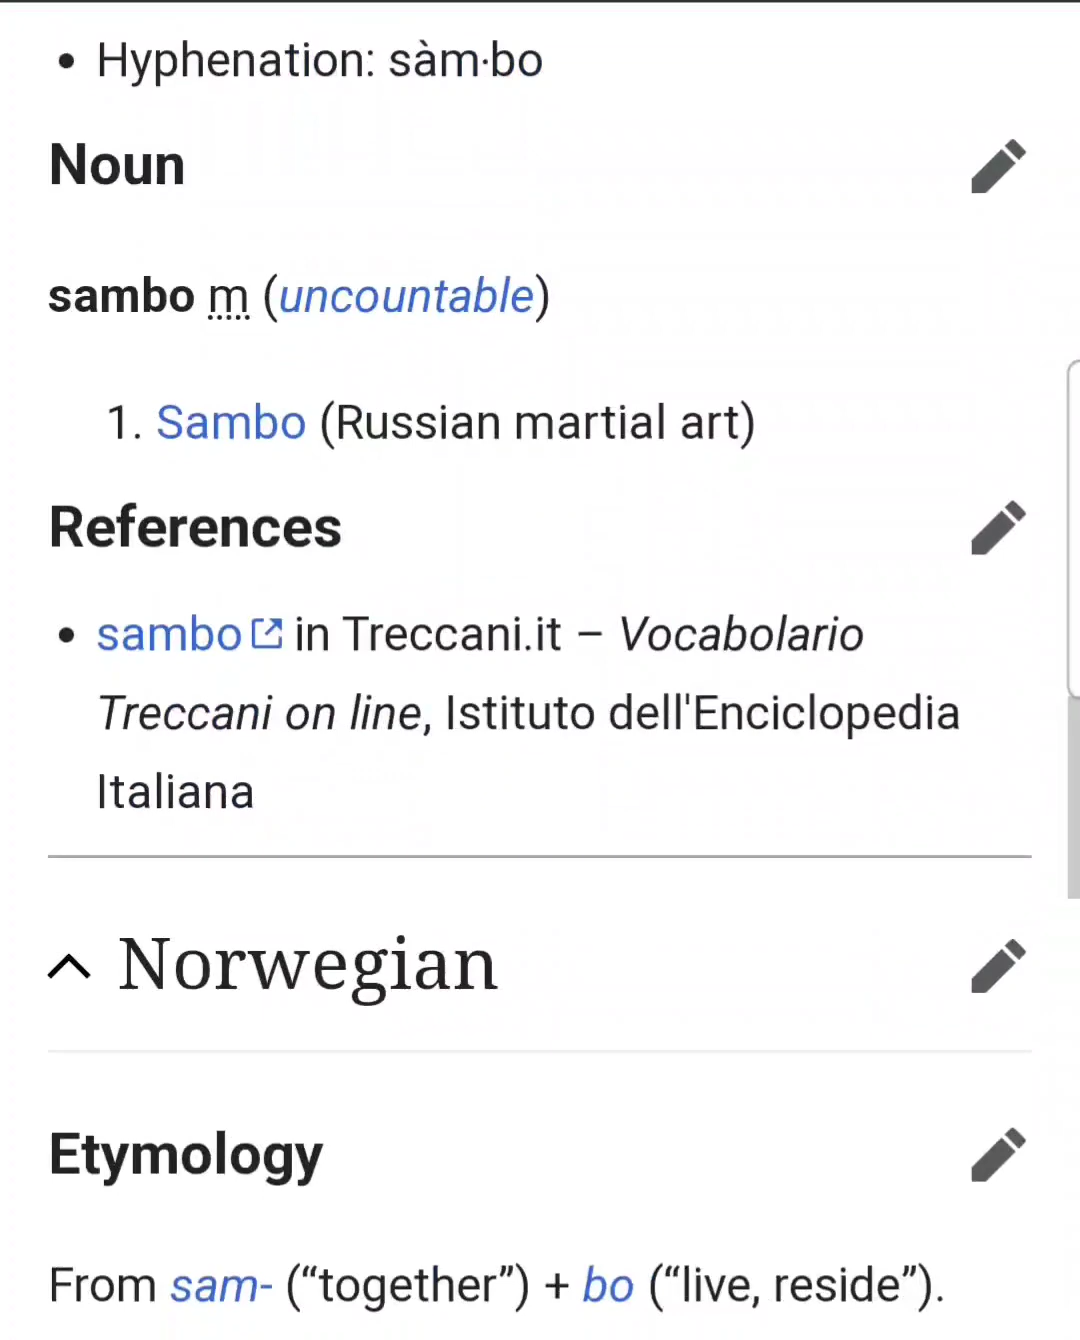 • Hyphenation: sàm·bo
Noun
sambo m (uncountable)
1. Sambo (Russian martial art)
References
• sambo in Treccani.it – Vocabolario
Treccani on line, Istituto dell'Enciclopedia
Italiana
Norwegian
Etymology
From sam- (“together”) + bo (“live, reside”).